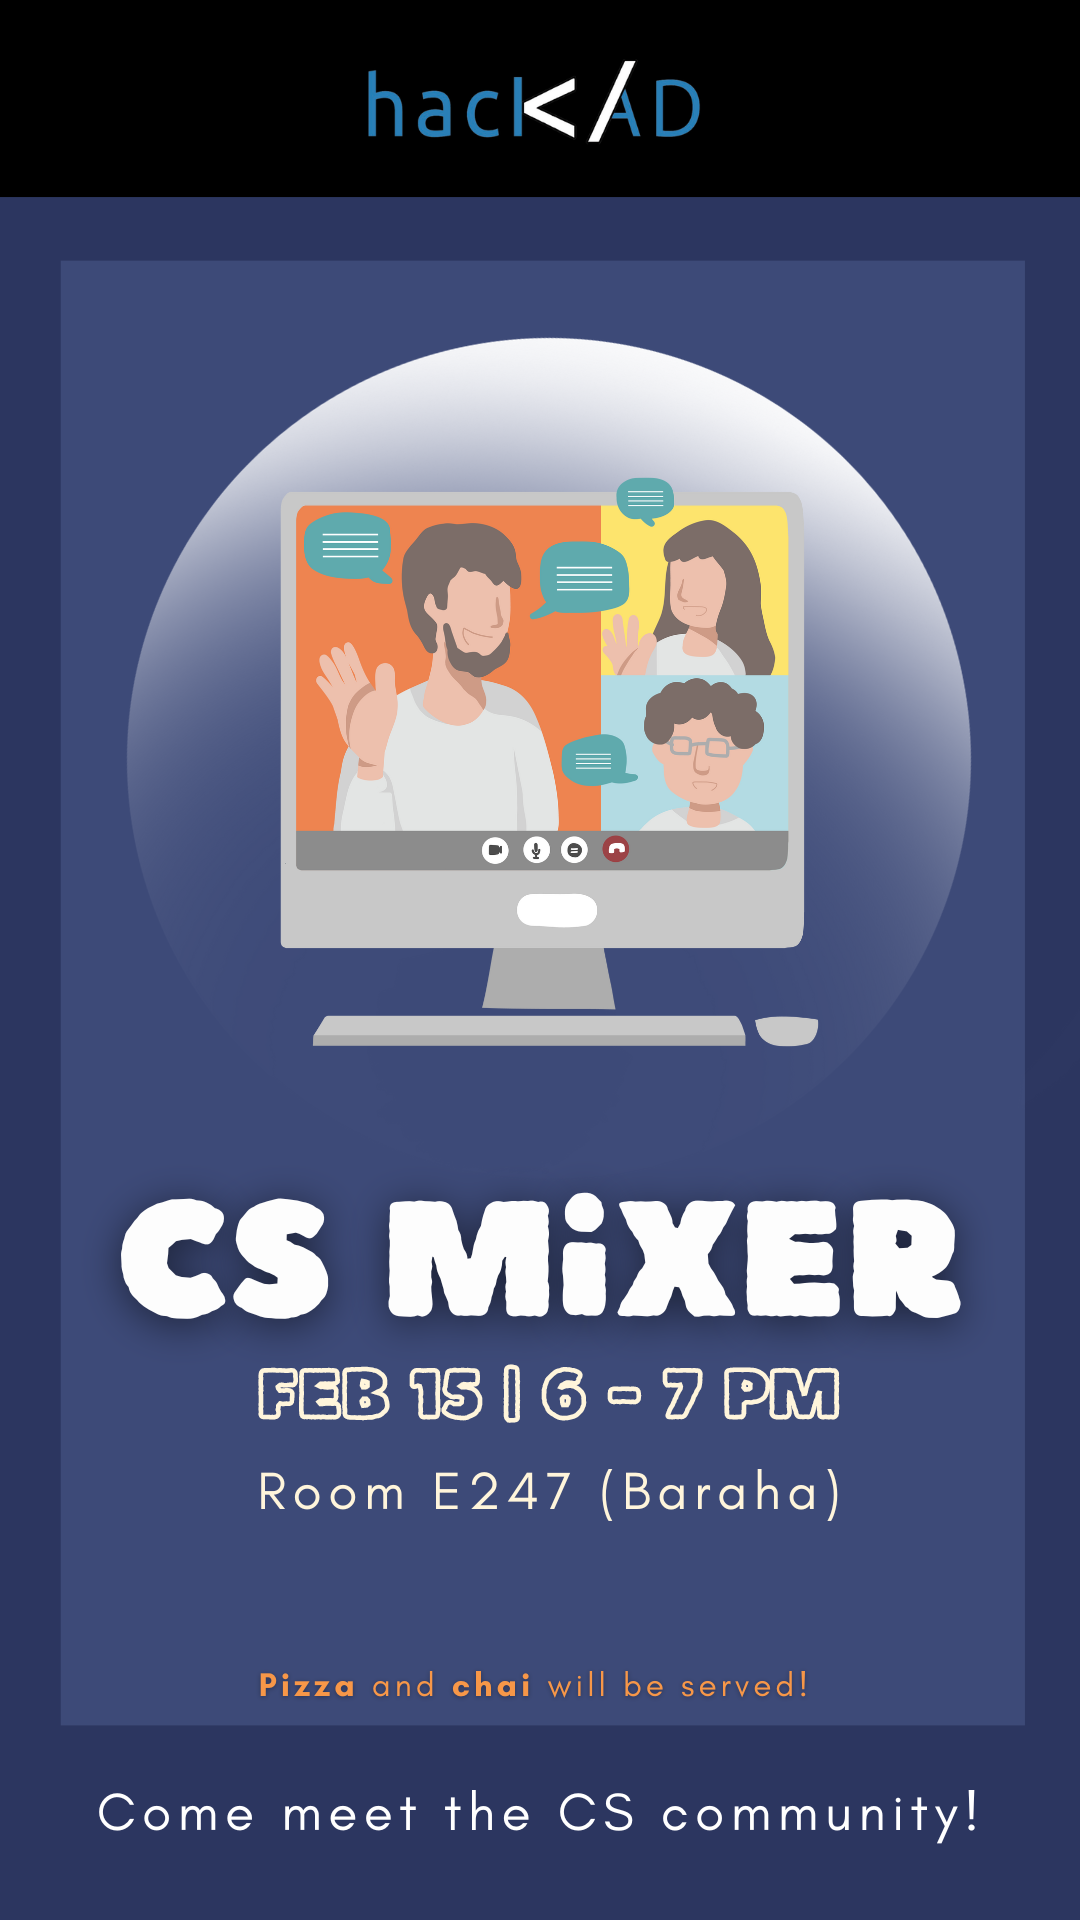 hack</AD
CS MiXER
FEB 15 | 6 - 7 PM
Room E247 (Baraha)
Pizza and chai will be served!
Come meet the CS community!